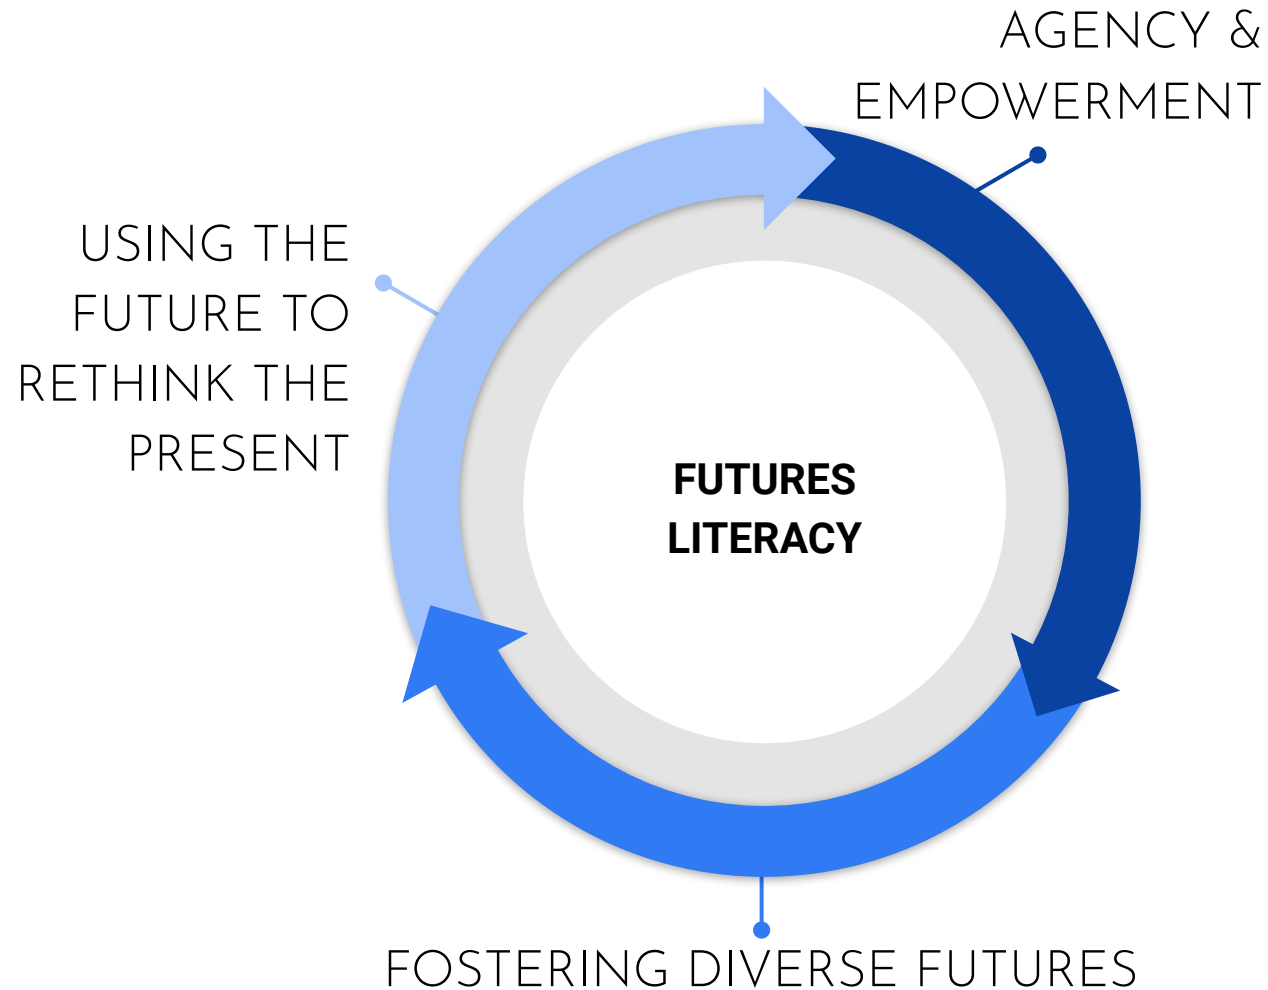 AGENCY &
EMPOWERMENT
USING THE
FUTURE TO
RETHINK THE
PRESENT
FUTURES
LITERACY
FOSTERING DIVERSE FUTURES